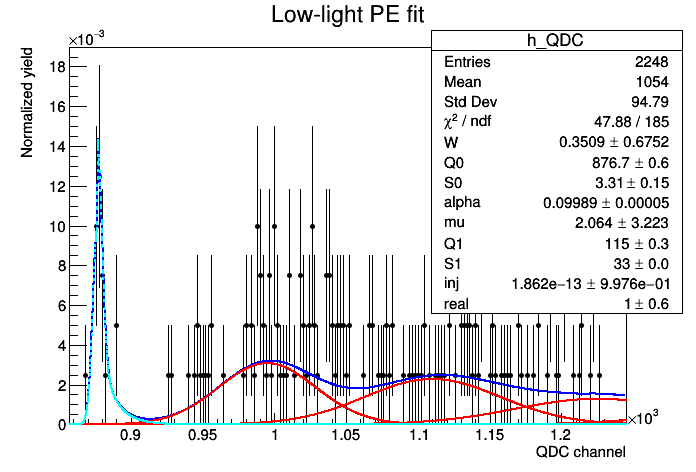 Low-light PE fit
×10⁻³
Normalized yield
18
16
14
12
10
8
6
4
2
0
h_QDC
Entries 2248
Mean 1054
Std Dev 94.79
χ² / ndf 47.88 / 185
W 0.3509 ± 0.6752
Q0 876.7 ± 0.6
S0 3.31 ± 0.15
alpha 0.09989 ± 0.00005
mu 2.064 ± 3.223
Q1 115 ± 0.3
S1 33 ± 0.0
inj 1.862e−13 ± 9.976e−01
real 1 ± 0.6
0.9 0.95 1 1.05 1.1 1.15 1.2 ×10³
QDC channel